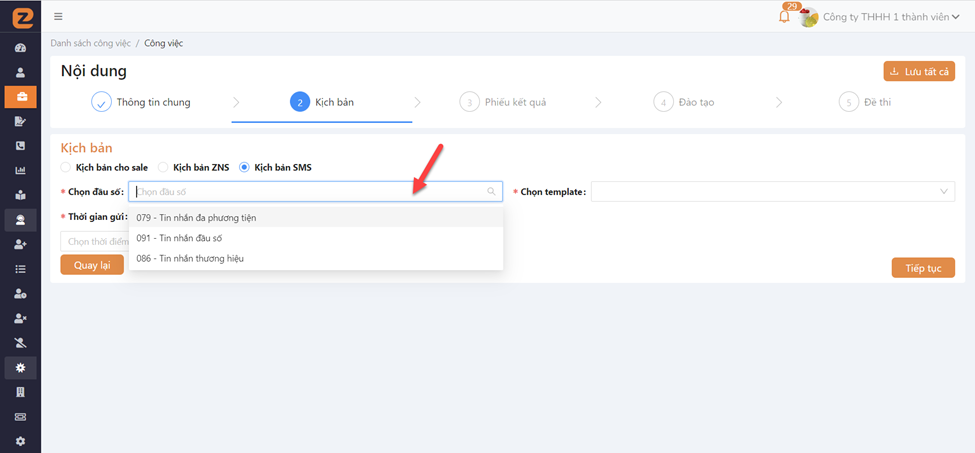 Z
29
Công ty THHH 1 thành viên
Danh sách công việc / Công việc
Nội dung
Lưu tất cả
Thông tin chung
2 Kịch bản
3 Phiếu kết quả
4 Đào tạo
5 Đề thi
Kịch bản
Kịch bản cho sale Kịch bản ZNS Kịch bản SMS
* Chọn đầu số: Chọn đầu số * Chọn template:
* Thời gian gửi:
079 - Tin nhắn đa phương tiện
091 - Tin nhắn đầu số
Chọn thời điểm
086 - Tin nhắn thương hiệu
Quay lại
Tiếp tục